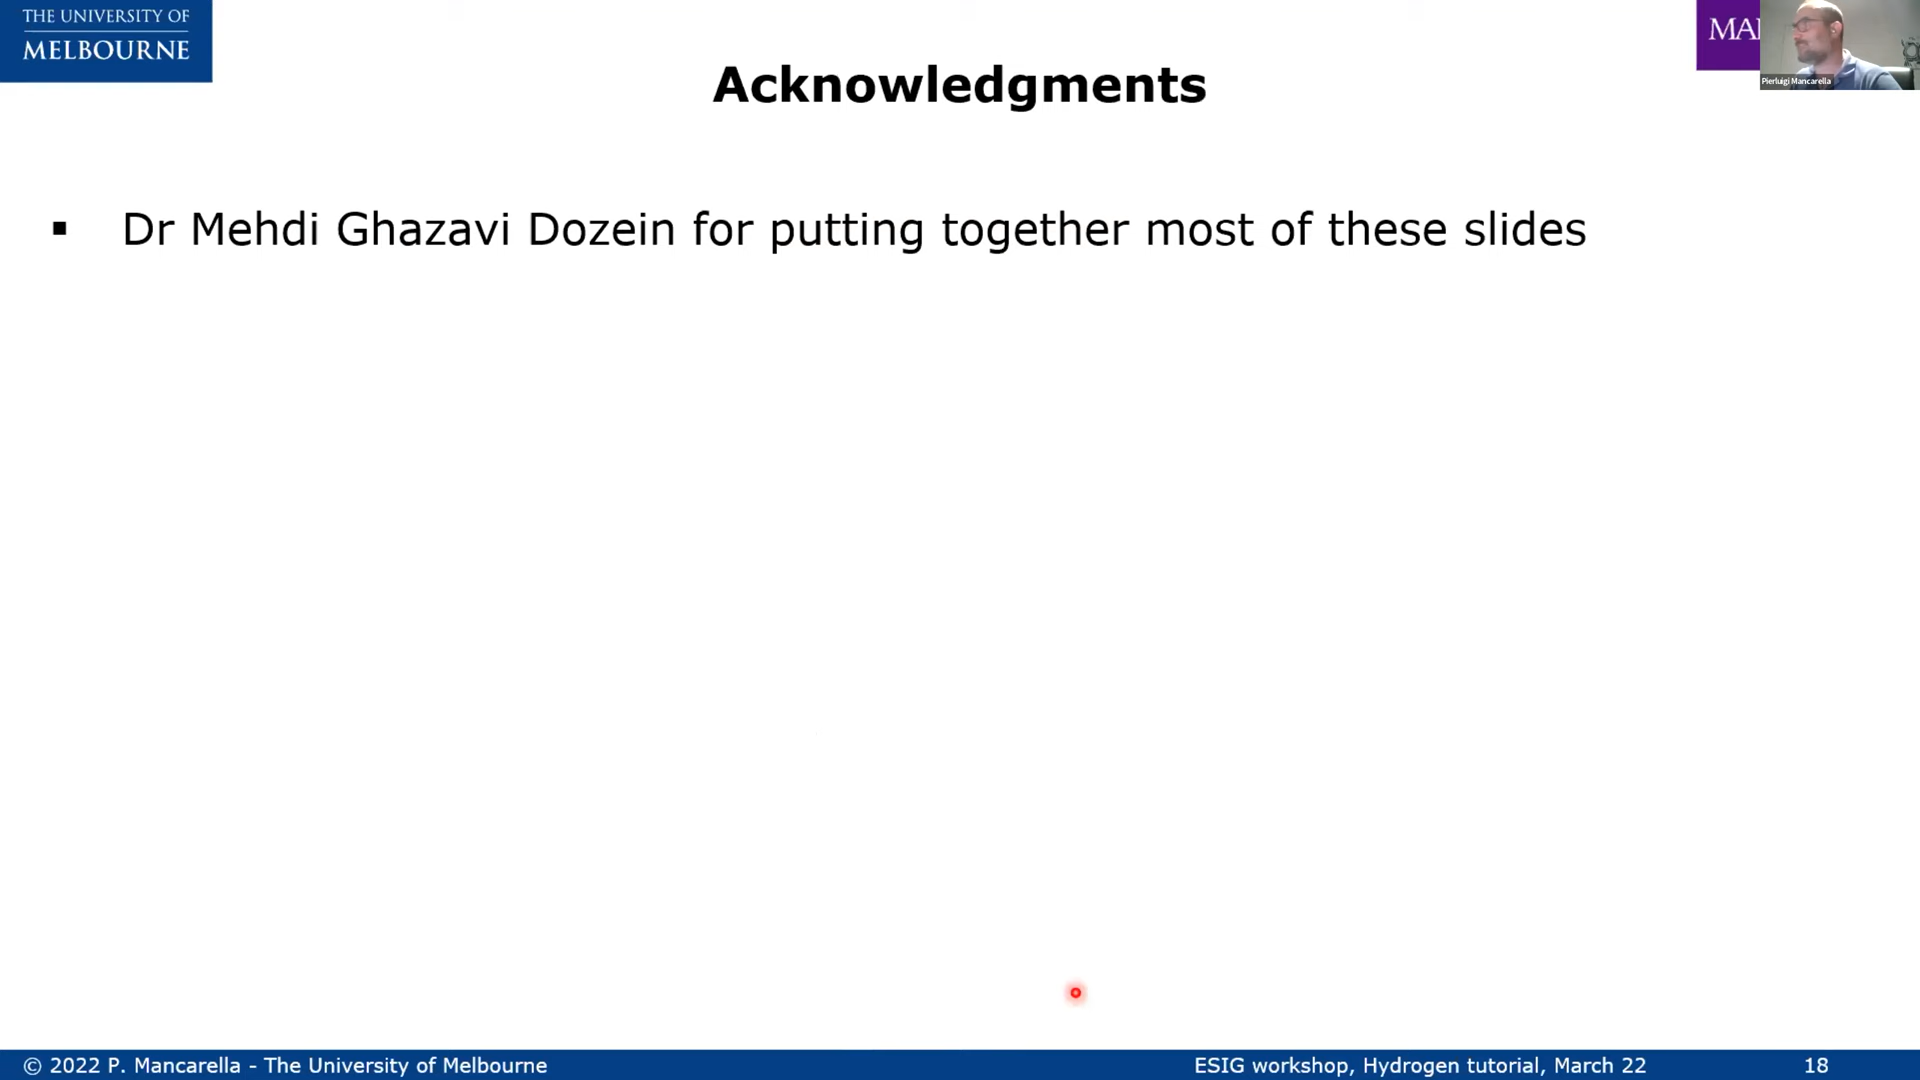 THE UNIVERSITY OF
MELBOURNE
MA
Pierluigi Mancarella
Acknowledgments
▪ Dr Mehdi Ghazavi Dozein for putting together most of these slides
© 2022 P. Mancarella - The University of Melbourne
ESIG workshop, Hydrogen tutorial, March 22
18